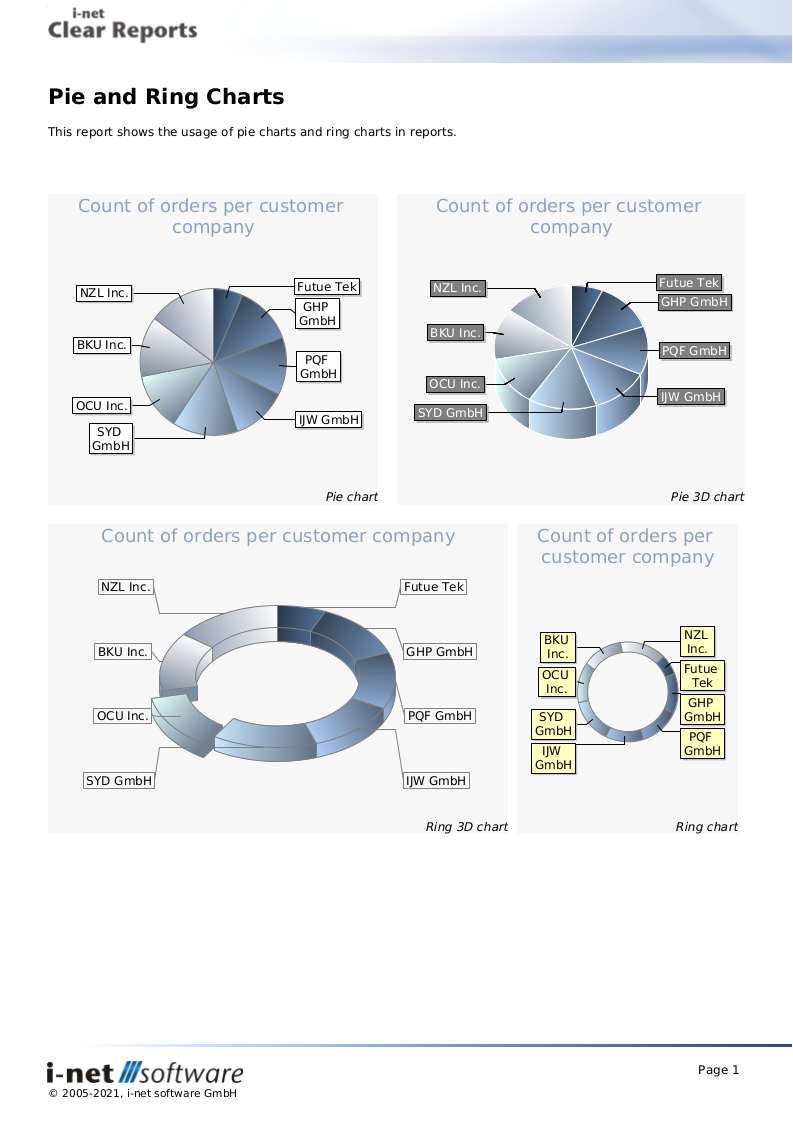 i-net
Clear Reports
Pie and Ring Charts
This report shows the usage of pie charts and ring charts in reports.
Count of orders per customer
company
NZL Inc.
BKU Inc.
OCU Inc.
SYD
GmbH
Futue Tek
GHP
GmbH
PQF
GmbH
IJW GmbH
Pie chart
Count of orders per customer
company
NZL Inc.
BKU Inc.
OCU Inc.
SYD GmbH
Futue Tek
GHP GmbH
PQF GmbH
IJW GmbH
Pie 3D chart
Count of orders per customer company
NZL Inc.
BKU Inc.
OCU Inc.
SYD GmbH
Futue Tek
GHP GmbH
PQF GmbH
IJW GmbH
Ring 3D chart
Count of orders per
customer company
BKU
Inc.
OCU
Inc.
SYD
GmbH
IJW
GmbH
NZL
Inc.
Futue
Tek
GHP
GmbH
PQF
GmbH
Ring chart
i-net software
© 2005-2021, i-net software GmbH
Page 1